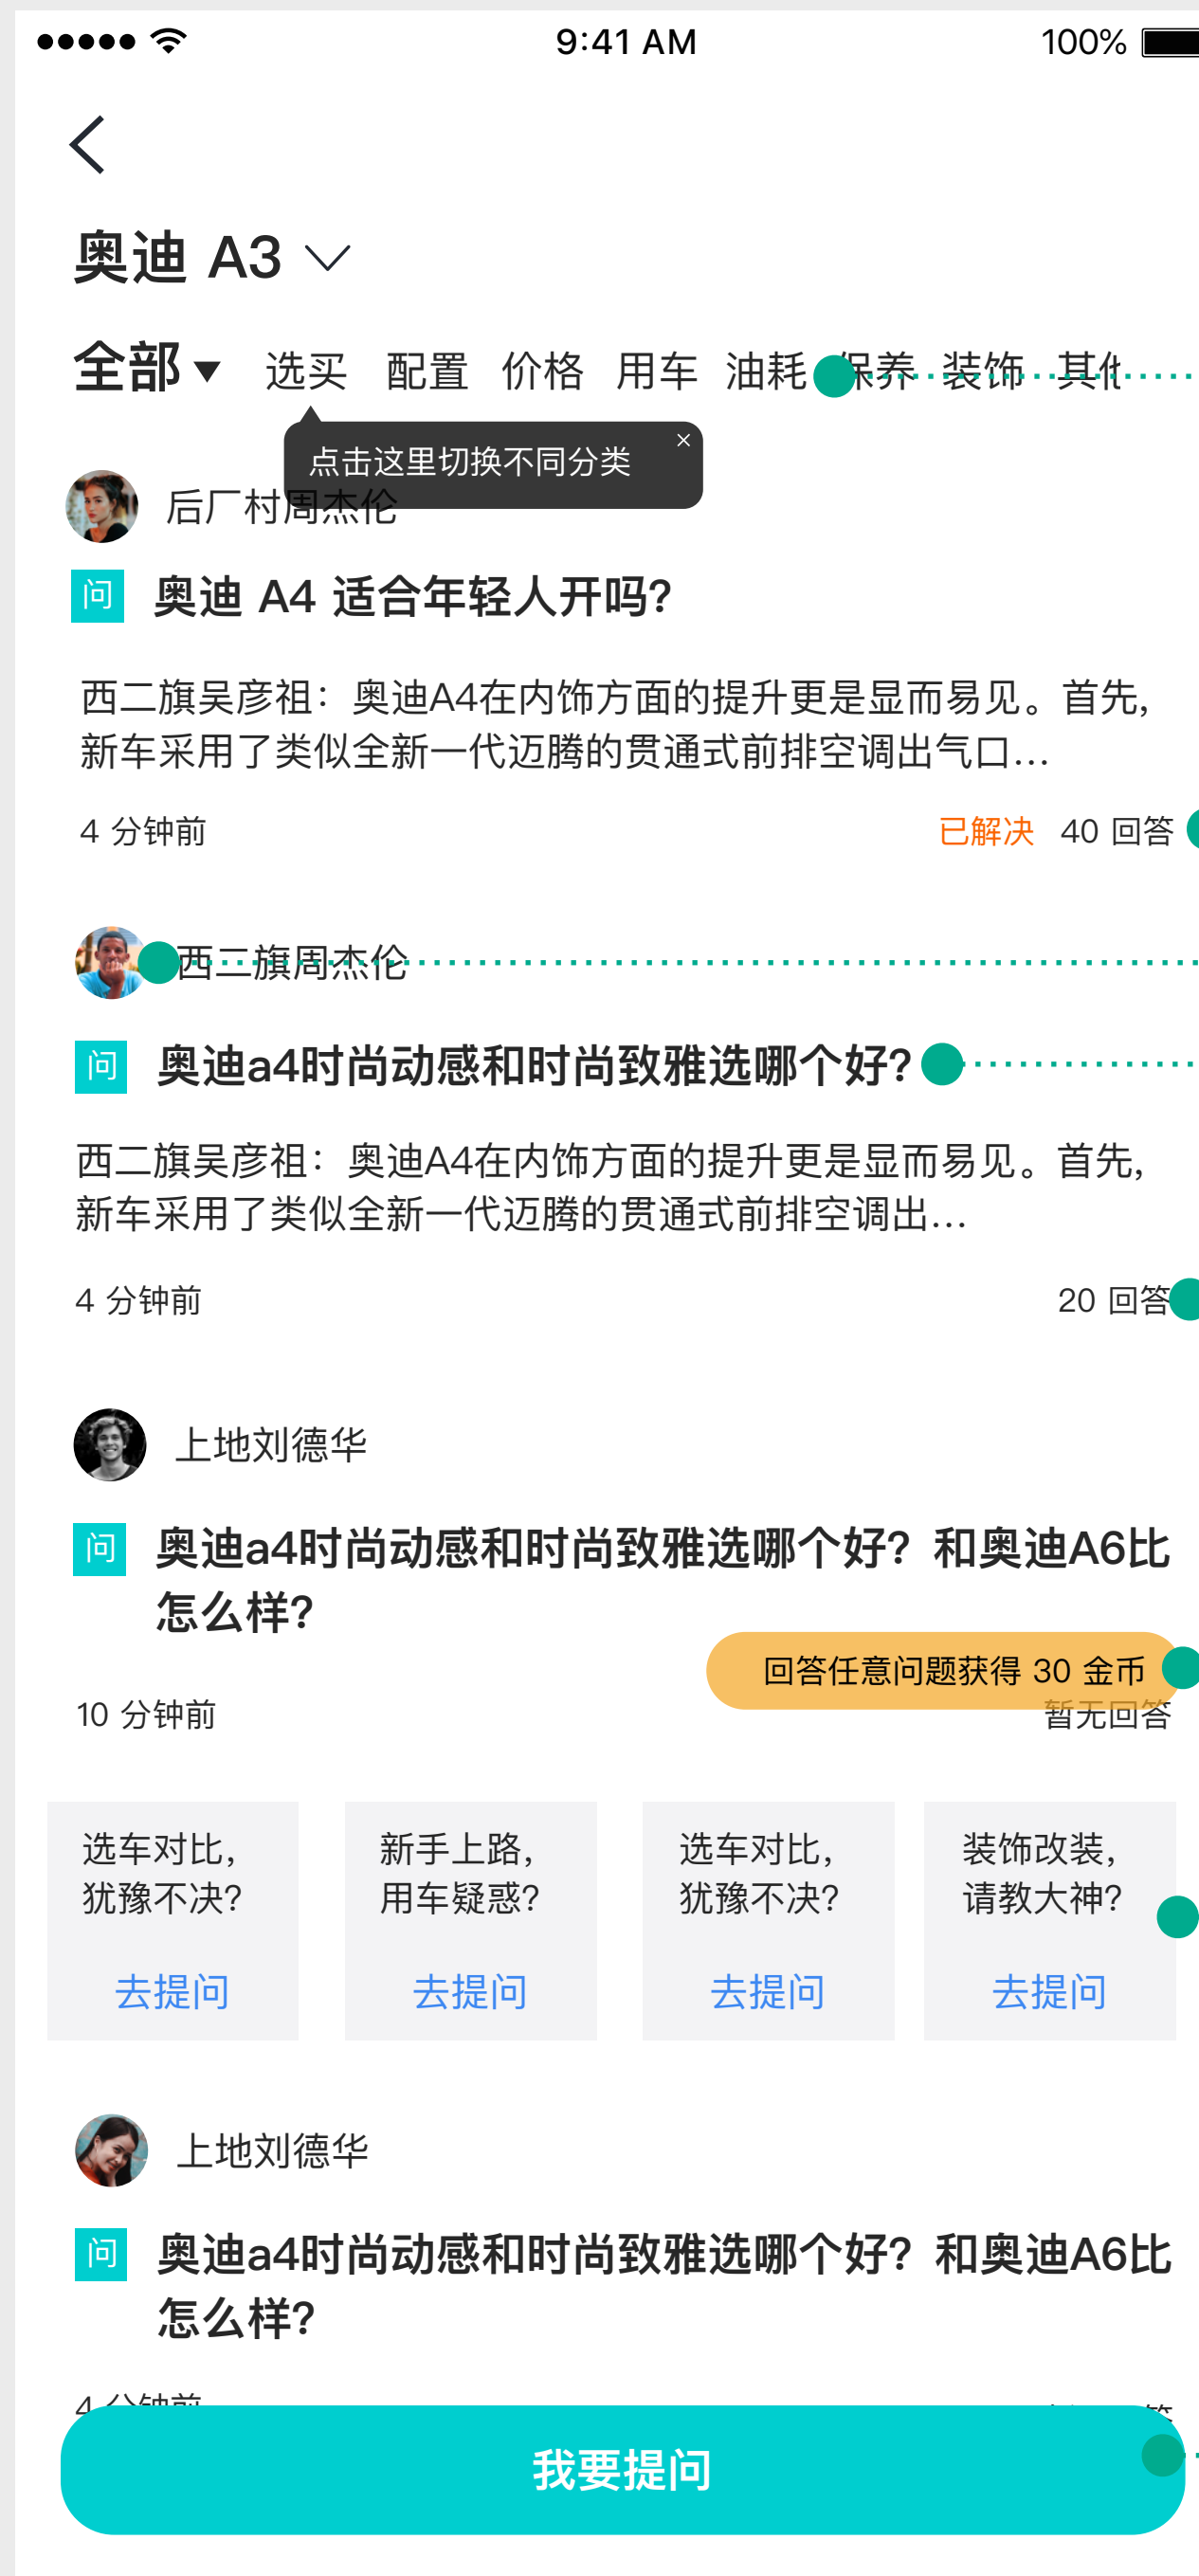 9:41 AM
100%
奥迪 A3
全部 选买 配置 价格 用车 油耗 保养 装饰
点击这里切换不同分类
后厂村周杰伦
问 奥迪 A4 适合年轻人开吗?
西二旗吴彦祖：奥迪A4在内饰方面的提升更是显而易见。首先,
新车采用了类似全新一代迈腾的贯通式前排空调出气口...
4 分钟前 已解决 40 回答
西二旗周杰伦
问 奥迪a4时尚动感和时尚致雅选哪个好?
西二旗吴彦祖：奥迪A4在内饰方面的提升更是显而易见。首先,
新车采用了类似全新一代迈腾的贯通式前排空调出...
4 分钟前 20 回答
上地刘德华
问 奥迪a4时尚动感和时尚致雅选哪个好？和奥迪A6比
怎么样?
回答任意问题获得 30 金币
10 分钟前 暂无回答
选车对比， 新手上路， 选车对比， 装饰改装，
犹豫不决? 用车疑惑? 犹豫不决? 请教大神?
去提问 去提问 去提问 去提问
上地刘德华
问 奥迪a4时尚动感和时尚致雅选哪个好？和奥迪A6比
怎么样?
4 分钟前
我要提问